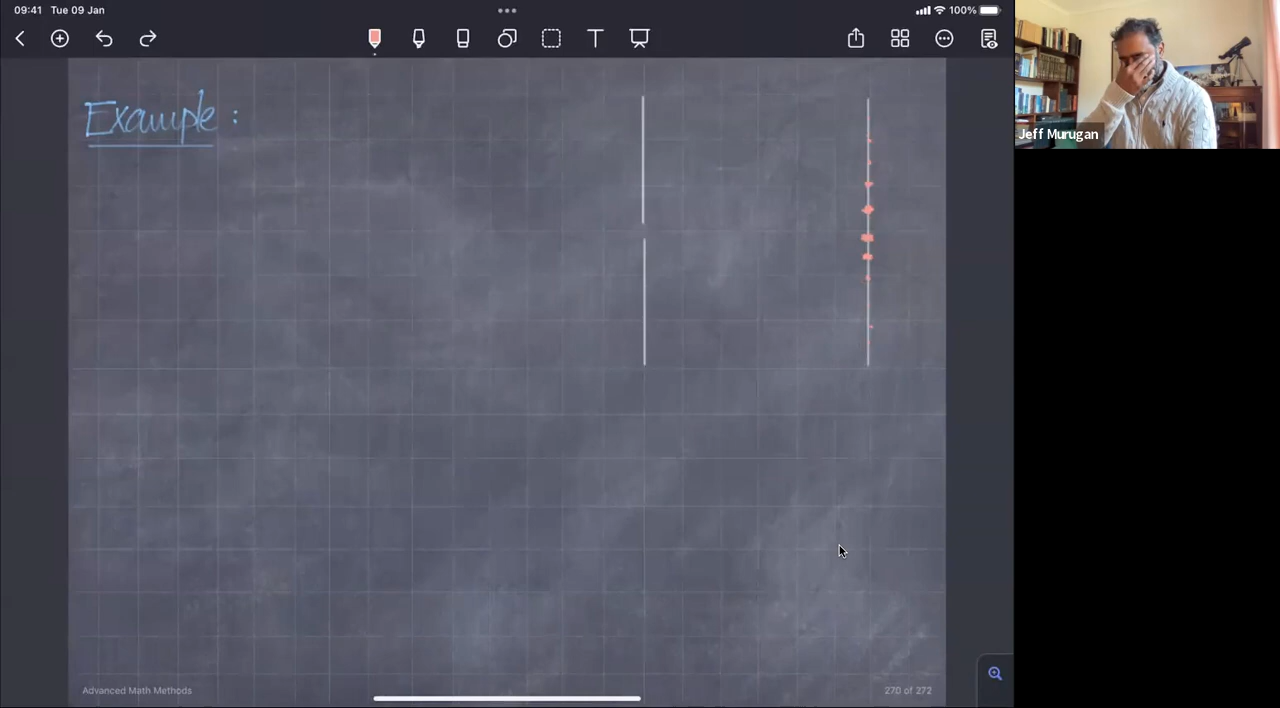 09:41 Tue 09 Jan
100%
Example :
Jeff Murugan
Advanced Math Methods
270 of 272